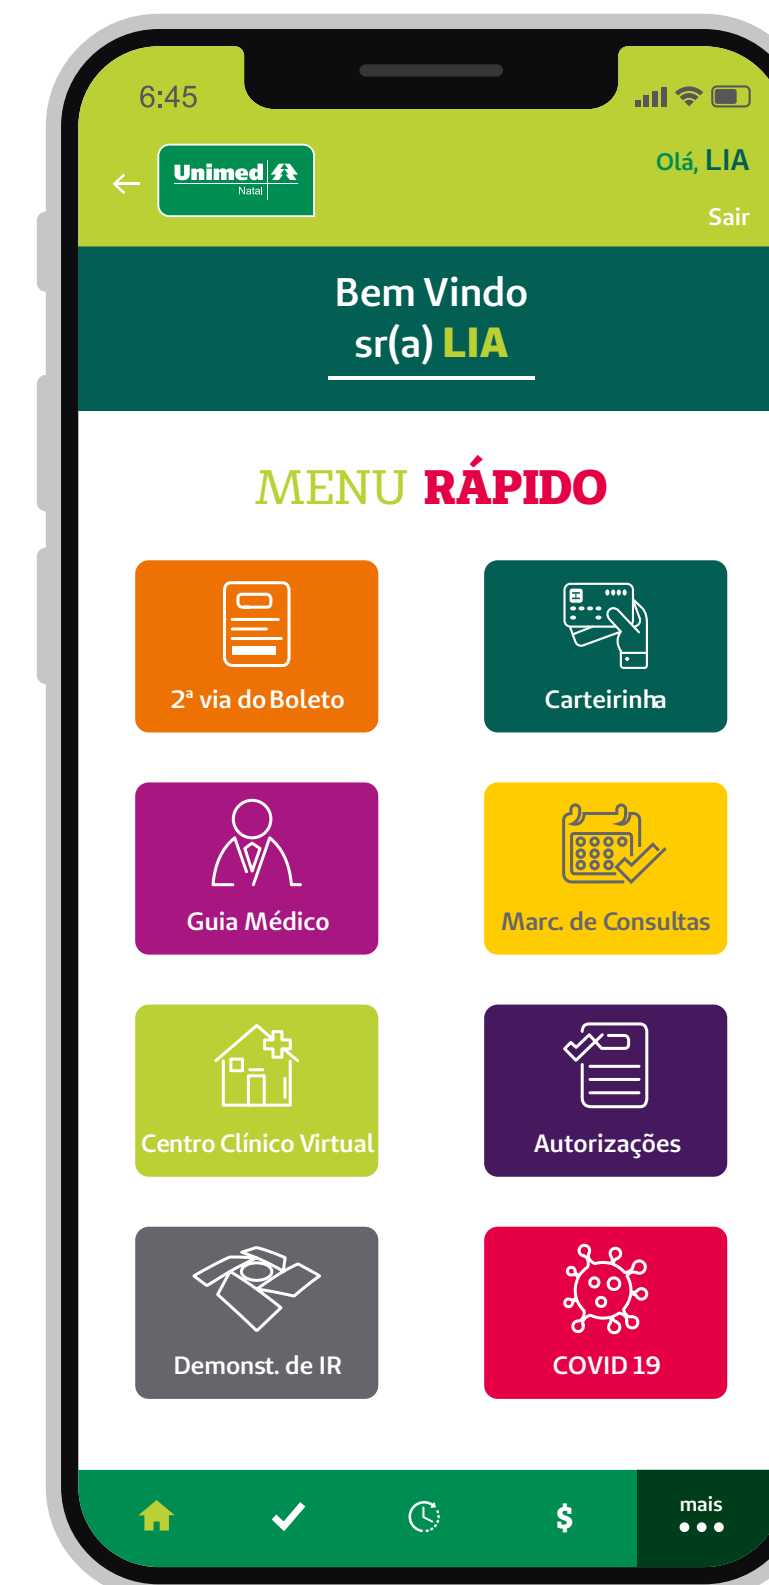 6:45
Unimed
Natal
Olá, LIA
Sair
Bem Vindo
sr(a) LIA
MENU RÁPIDO
2ª via do Boleto
Carteirinha
Guia Médico
Marc. de Consultas
Centro Clínico Virtual
Autorizações
Demonst. de IR
COVID 19
$
mais